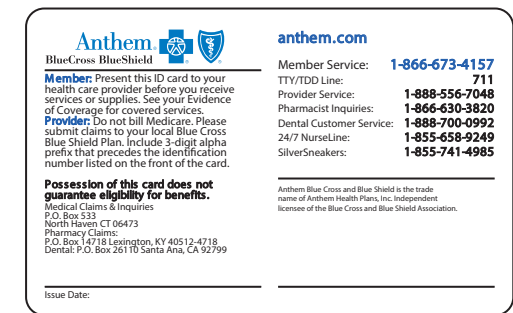 Anthem.
BlueCross BlueShield
Member: Present this ID card to your
health care provider before you receive
services or supplies. See your Evidence
of Coverage for covered services.
Provider: Do not bill Medicare. Please
submit claims to your local Blue Cross
Blue Shield Plan. Include 3-digit alpha
prefix that precedes the identification
number listed on the front of the card.
Possession of this card does not
guarantee eligibility for benefits.
Medical Claims & Inquiries
P.O. Box 533
North Haven CT 06473
Pharmacy Claims:
P.O. Box 14718 Lexington, KY 40512-4718
Dental: P.O. Box 26110 Santa Ana, CA 92799
Issue Date:
anthem.com
Member Service: 1-866-673-4157
TTY/TDD Line: 711
Provider Service: 1-888-556-7048
Pharmacist Inquiries: 1-866-630-3820
Dental Customer Service: 1-888-700-0992
24/7 NurseLine: 1-855-658-9249
SilverSneakers: 1-855-741-4985
Anthem Blue Cross and Blue Shield is the trade
name of Anthem Health Plans, Inc. Independent
licensee of the Blue Cross and Blue Shield Association.